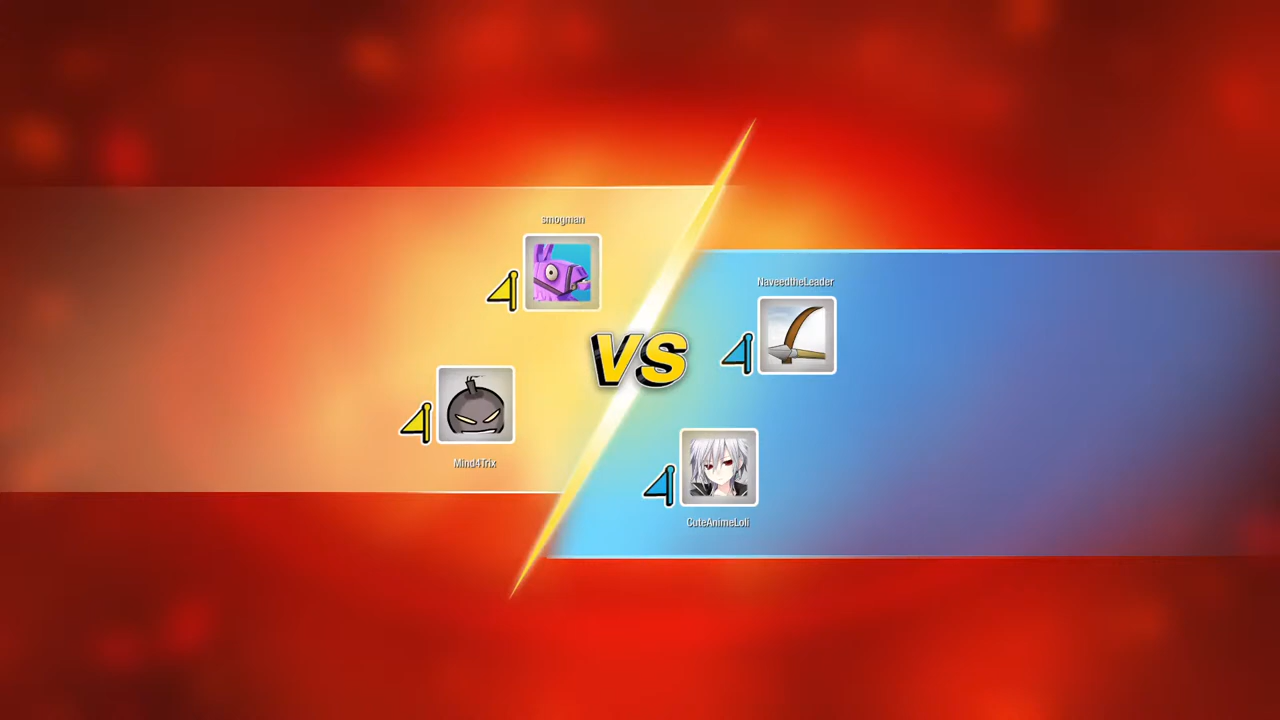 smogman
NaveedtheLeader
VS
Mind4Trix
CuteAnimeLoli